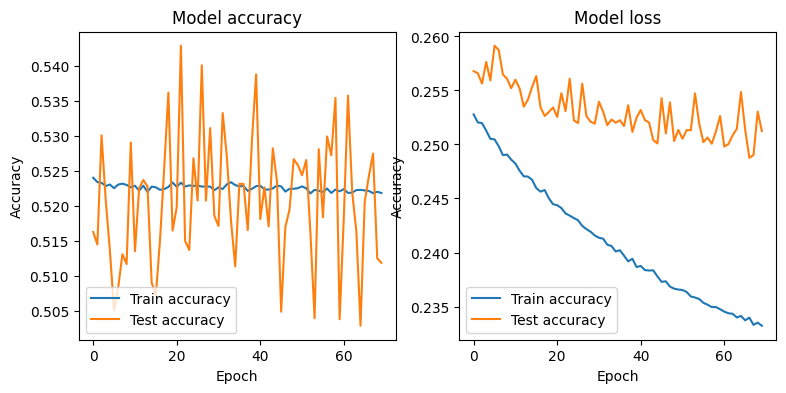 Model accuracy
Accuracy
0.540
0.535
0.530
0.525
0.520
0.515
0.510
0.505
Train accuracy
Test accuracy
0 20 40 60
Epoch
Model loss
Accuracy
0.260
0.255
0.250
0.245
0.240
0.235
Train accuracy
Test accuracy
0 20 40 60
Epoch